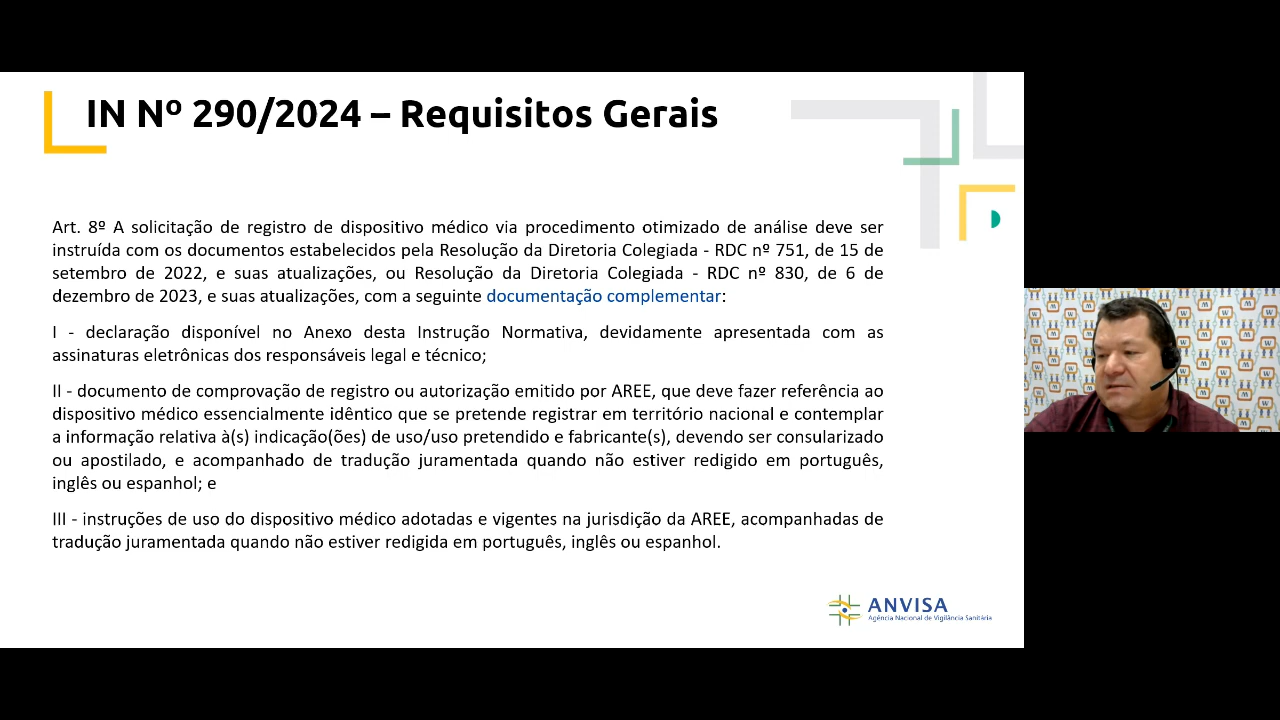 IN Nº 290/2024 – Requisitos Gerais
Art. 8º A solicitação de registro de dispositivo médico via procedimento otimizado de análise deve ser
instruída com os documentos estabelecidos pela Resolução da Diretoria Colegiada - RDC nº 751, de 15 de
setembro de 2022, e suas atualizações, ou Resolução da Diretoria Colegiada - RDC nº 830, de 6 de
dezembro de 2023, e suas atualizações, com a seguinte documentação complementar:
I - declaração disponível no Anexo desta Instrução Normativa, devidamente apresentada com as
assinaturas eletrônicas dos responsáveis legal e técnico;
II - documento de comprovação de registro ou autorização emitido por AREE, que deve fazer referência ao
dispositivo médico essencialmente idêntico que se pretende registrar em território nacional e contemplar
a informação relativa à(s) indicação(ões) de uso/uso pretendido e fabricante(s), devendo ser consularizado
ou apostilado, e acompanhado de tradução juramentada quando não estiver redigido em português,
inglês ou espanhol; e
III - instruções de uso do dispositivo médico adotadas e vigentes na jurisdição da AREE, acompanhadas de
tradução juramentada quando não estiver redigida em português, inglês ou espanhol.
ANVISA
Agência Nacional de Vigilância Sanitária